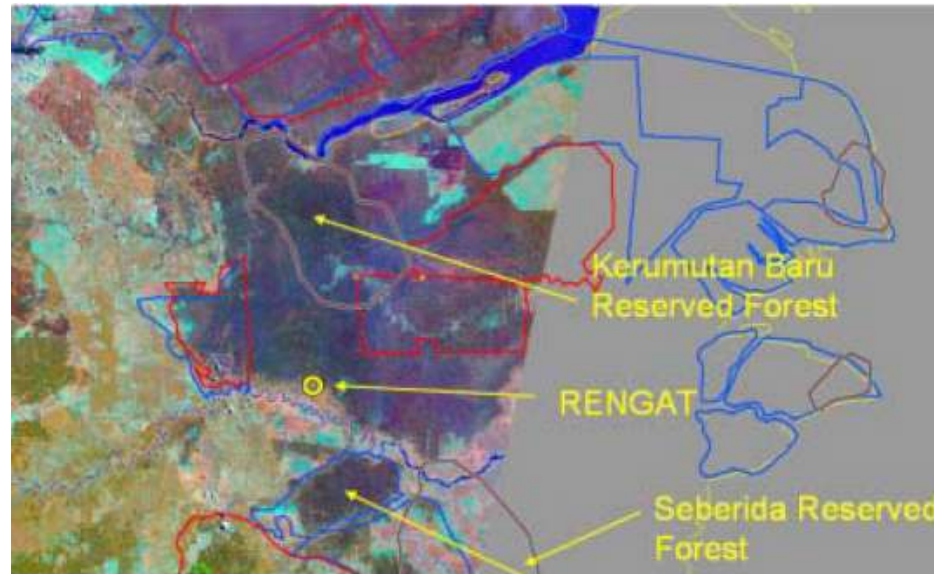 Kerumutan Baru
Reserved Forest
RENGAT
Seberida Reserved
Forest